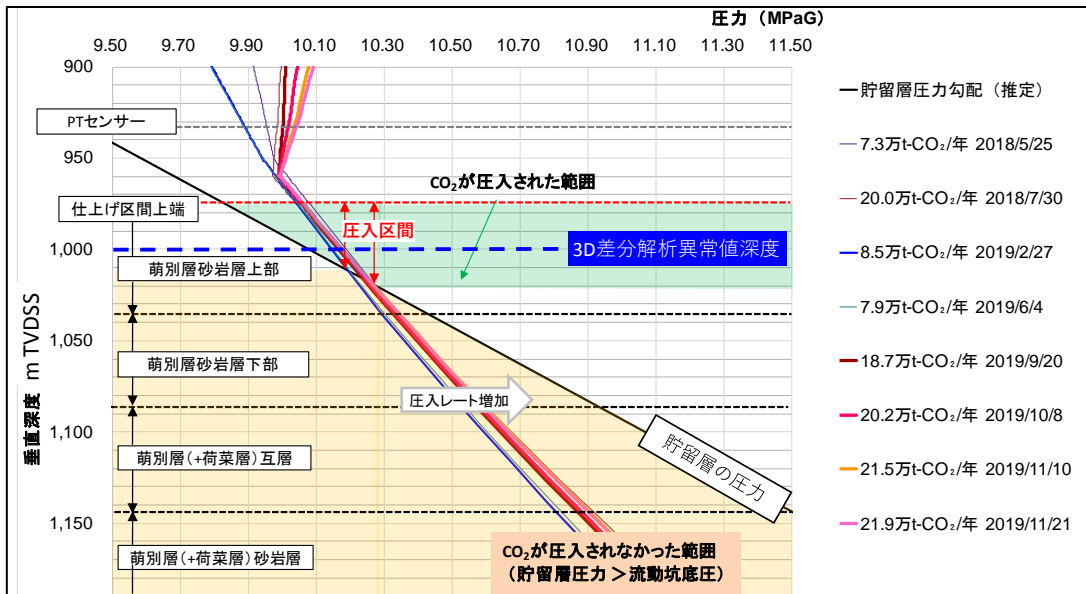 圧力（MPaG）
9.50 9.70 9.90 10.10 10.30 10.50 10.70 10.90 11.10 11.30 11.50
900
950
1,000
1,050
1,100
1,150
垂直深度 m TVDSS
PTセンサー
仕上げ区間上端
萌別層砂岩層上部
萌別層砂岩層下部
萌別層(+荷菜層)互層
萌別層(+荷菜層)砂岩層
CO₂が圧入された範囲
圧入区間
3D差分解析異常値深度
圧入レート増加
貯留層の圧力
CO₂が圧入されなかった範囲
（貯留層圧力＞流動坑底圧）
貯留層圧力勾配（推定）
7.3万t-CO₂/年 2018/5/25
20.0万t-CO₂/年 2018/7/30
8.5万t-CO₂/年 2019/2/27
7.9万t-CO₂/年 2019/6/4
18.7万t-CO₂/年 2019/9/20
20.2万t-CO₂/年 2019/10/8
21.5万t-CO₂/年 2019/11/10
21.9万t-CO₂/年 2019/11/21